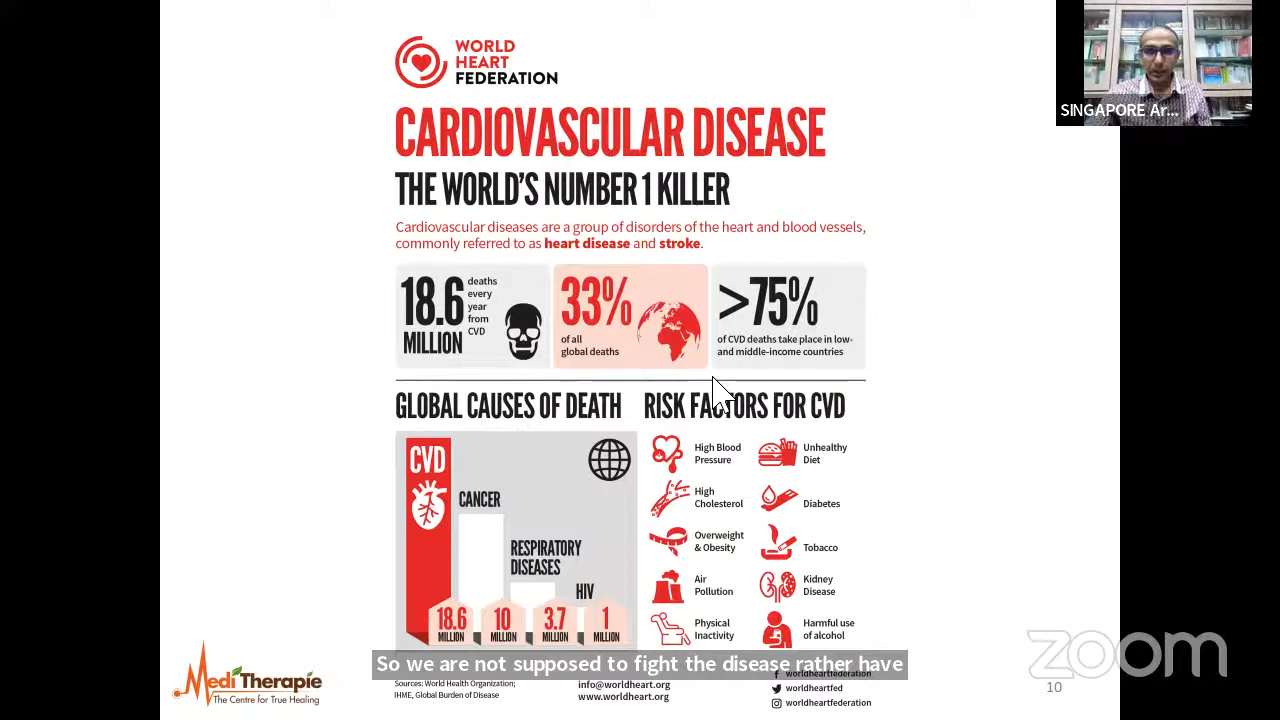 WORLD
HEART
FEDERATION
SINGAPORE Ar...
CARDIOVASCULAR DISEASE
THE WORLD'S NUMBER 1 KILLER
Cardiovascular diseases are a group of disorders of the heart and blood vessels,
commonly referred to as heart disease and stroke.
18.6
MILLION
deaths
every
year
from
CVD
33%
of all
global deaths
>75%
of CVD deaths take place in low-
and middle-income countries
GLOBAL CAUSES OF DEATH
CVD
CANCER
RESPIRATORY
DISEASES
HIV
18.6
MILLION
10
MILLION
3.7
MILLION
1
MILLION
RISK FACTORS FOR CVD
High Blood
Pressure
Unhealthy
Diet
High
Cholesterol
Diabetes
Overweight
& Obesity
Tobacco
Air
Pollution
Kidney
Disease
Physical
Inactivity
Harmful use
of alcohol
So we are not supposed to fight the disease rather have
Medi Therapie
The Centre for True Healing
Sources: World Health Organization;
IHME, Global Burden of Disease
info@worldheart.org
www.worldheart.org
worldheartfederation
worldheartfed
worldheartfederation
zoom
10